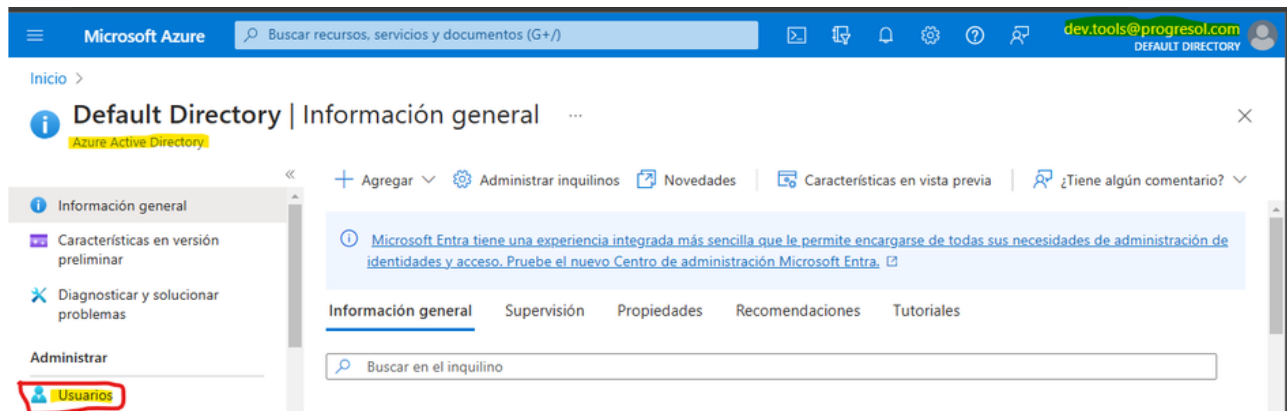 Microsoft Azure
Buscar recursos, servicios y documentos (G+/)
dev.tools@progresol.com
DEFAULT DIRECTORY
Inicio >
Default Directory | Información general ...
Azure Active Directory
Agregar
Administrar inquilinos
Novedades
Características en vista previa
¿Tiene algún comentario?
Información general
Características en versión
preliminar
Diagnosticar y solucionar
problemas
Administrar
Usuarios
Microsoft Entra tiene una experiencia integrada más sencilla que le permite encargarse de todas sus necesidades de administración de
identidades y acceso. Pruebe el nuevo Centro de administración Microsoft Entra.
Información general
Supervisión
Propiedades
Recomendaciones
Tutoriales
Buscar en el inquilino